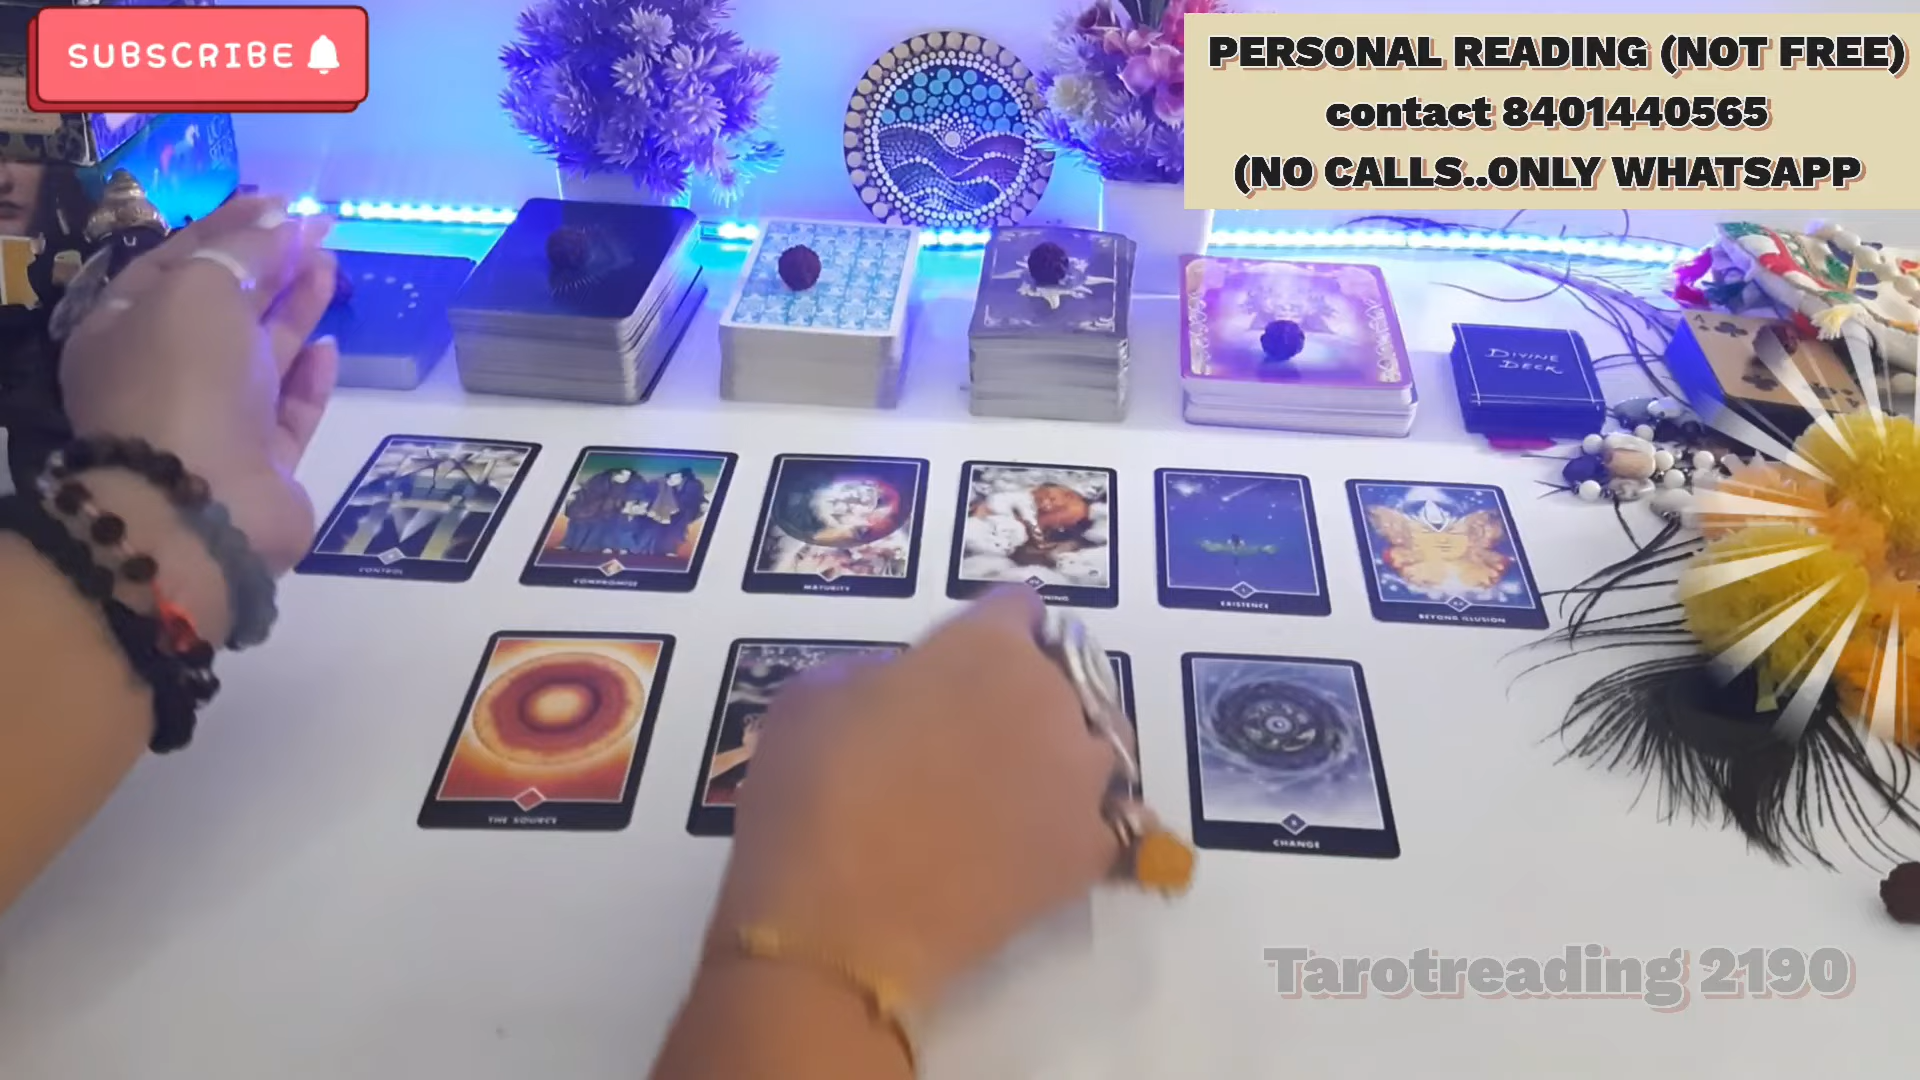 SUBSCRIBE
PERSONAL READING (NOT FREE)
contact 8401440565
(NO CALLS..ONLY WHATSAPP
DIVINE
DECK
CONTROL
COMPROMISE
MATURITY
EXISTENCE
BEYOND ILLUSION
THE SOURCE
CHANGE
Tarotreading 2190